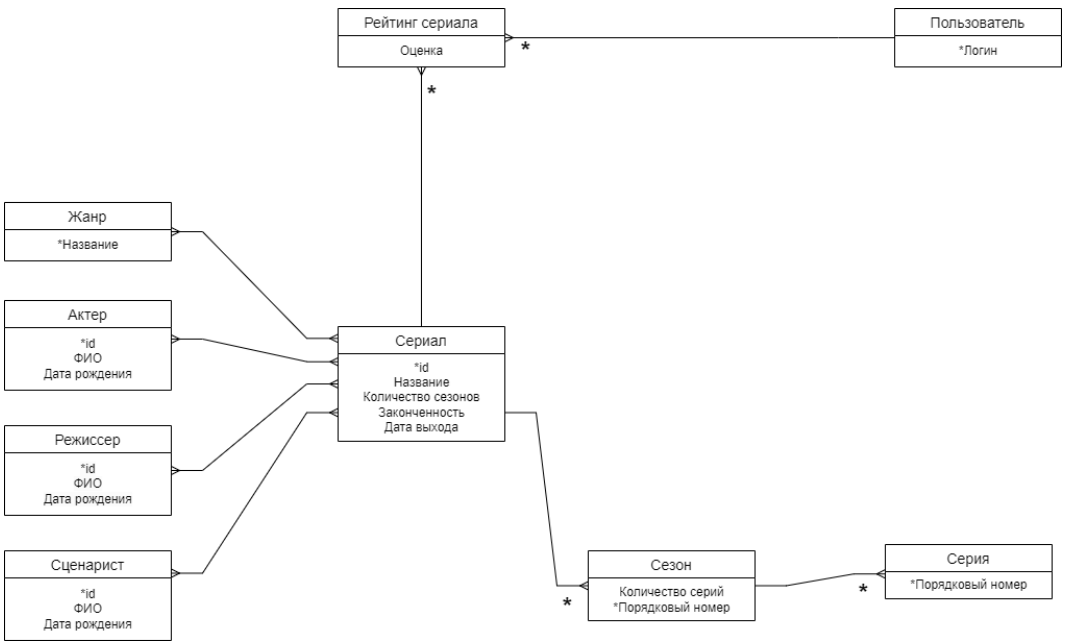 Рейтинг сериала
Оценка
*
*
Пользователь
*Логин
Жанр
*Название
Актер
*id
ФИО
Дата рождения
Режиссер
*id
ФИО
Дата рождения
Сценарист
*id
ФИО
Дата рождения
Сериал
*id
Название
Количество сезонов
Законченность
Дата выхода
*
Сезон
Количество серий
*Порядковый номер
*
Серия
*Порядковый номер